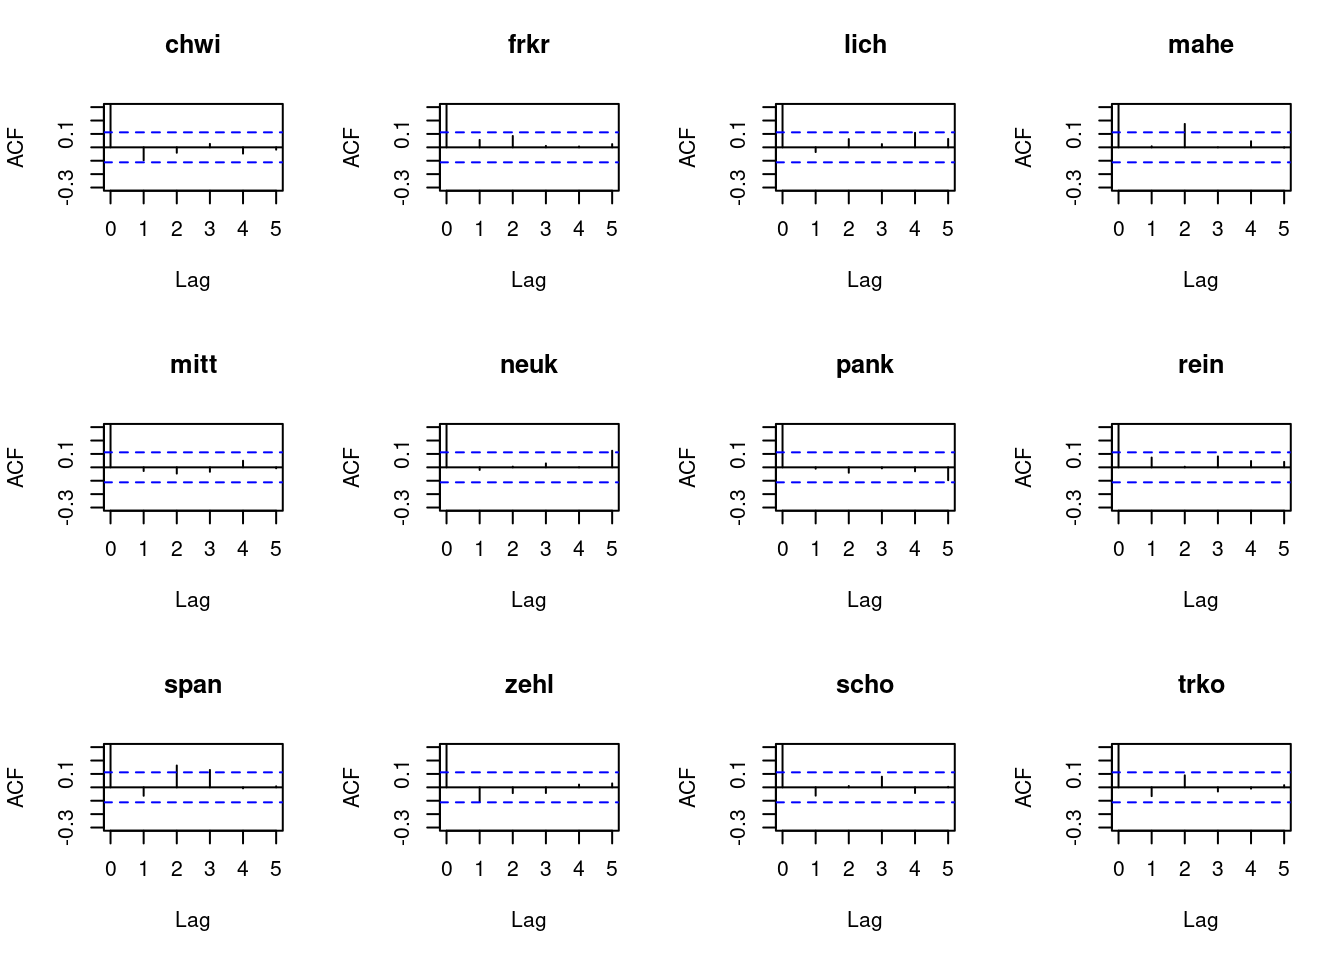 chwi frkr lich mahe
ACF -0.3 0.1 ACF -0.3 0.1 ACF -0.3 0.1 ACF -0.3 0.1
0 1 2 3 4 5 0 1 2 3 4 5 0 1 2 3 4 5 0 1 2 3 4 5
Lag Lag Lag Lag
mitt neuk pank rein
ACF -0.3 0.1 ACF -0.3 0.1 ACF -0.3 0.1 ACF -0.3 0.1
0 1 2 3 4 5 0 1 2 3 4 5 0 1 2 3 4 5 0 1 2 3 4 5
Lag Lag Lag Lag
span zehl scho trko
ACF -0.3 0.1 ACF -0.3 0.1 ACF -0.3 0.1 ACF -0.3 0.1
0 1 2 3 4 5 0 1 2 3 4 5 0 1 2 3 4 5 0 1 2 3 4 5
Lag Lag Lag Lag